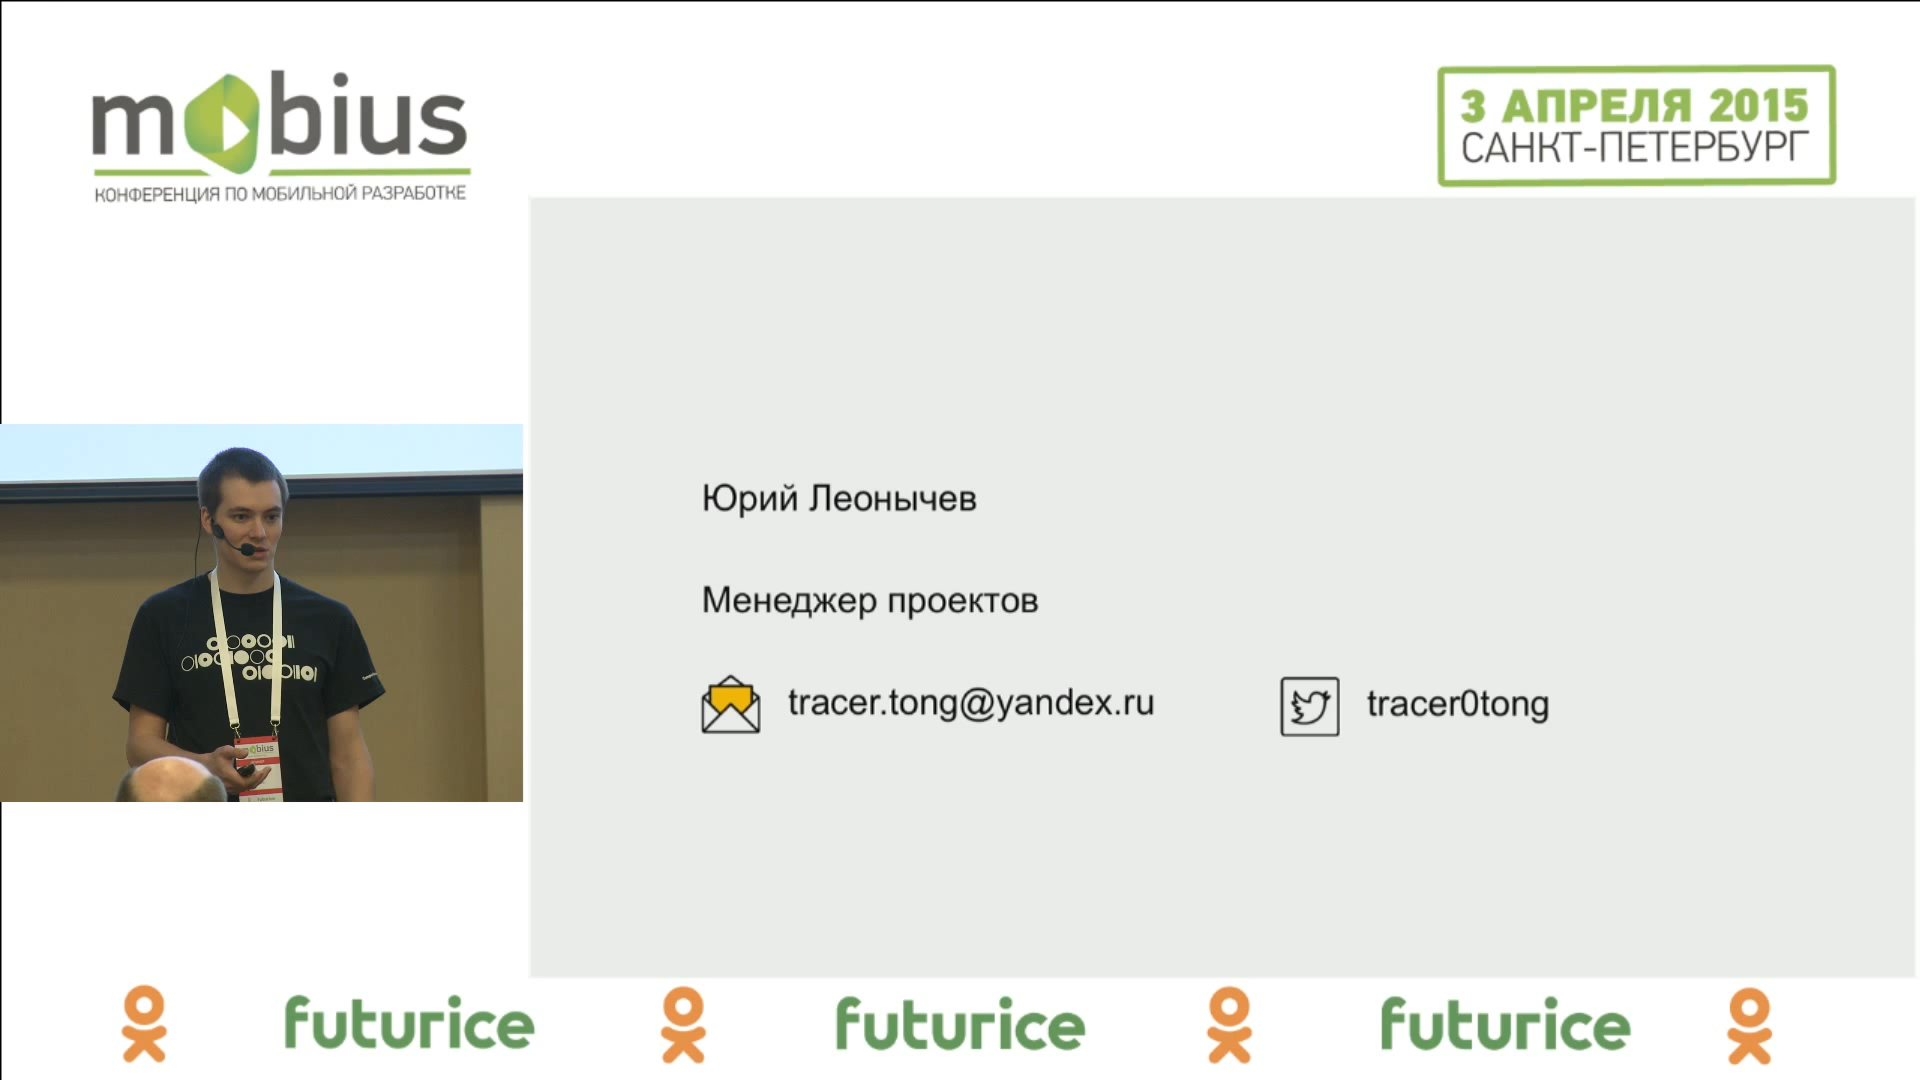 mobius
КОНФЕРЕНЦИЯ ПО МОБИЛЬНОЙ РАЗРАБОТКЕ
3 АПРЕЛЯ 2015
САНКТ-ПЕТЕРБУРГ
Юрий Леонычев
Менеджер проектов
tracer.tong@yandex.ru
tracer0tong
mobius
futurice
futurice
futurice